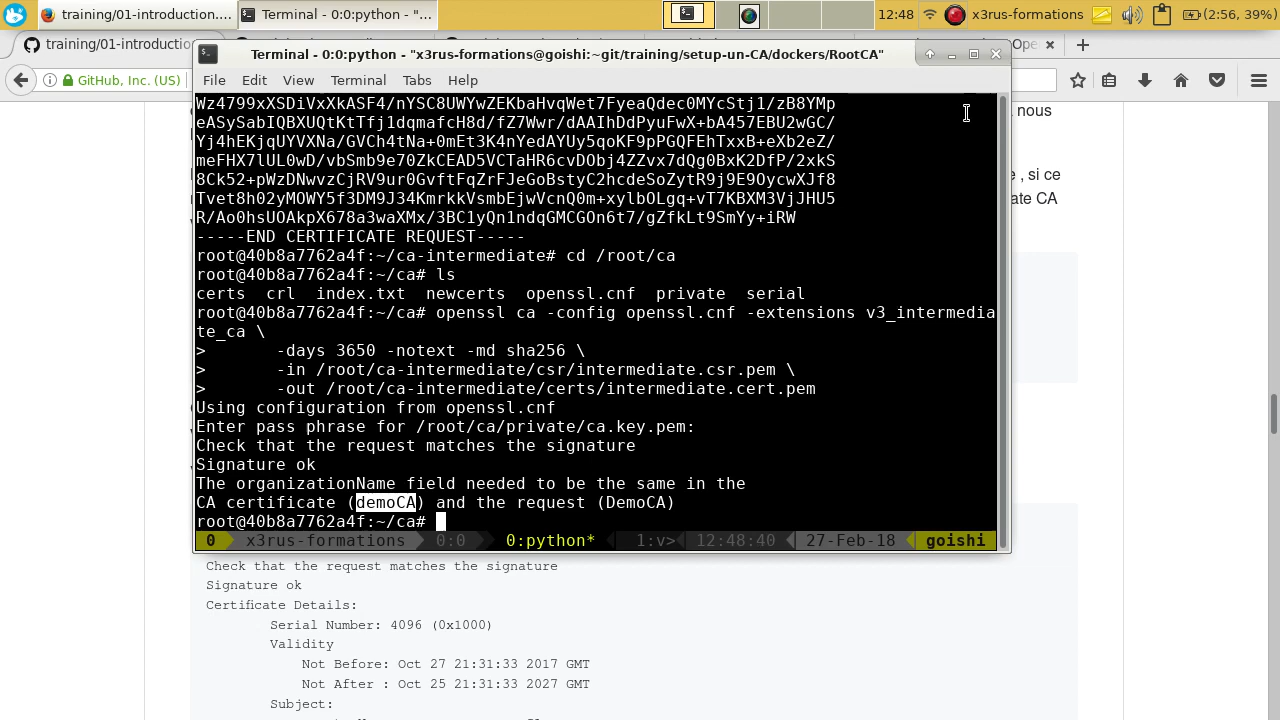 training/01-introduction....
Terminal - 0:0:python - "...
12:48
x3rus-formations
(2:56, 39%)
training/01-introductio
Ope
GitHub, Inc. (US)
Terminal - 0:0:python - "x3rus-formations@goishi:~git/training/setup-un-CA/dockers/RootCA"
File Edit View Terminal Tabs Help
nous
Wz4799xXSDiVxXkASF4/nYSC8UWYwZEKbaHvqWet7FyeaQdec0MYcStj1/zB8YMp
eASySabIQBXUQtKtTfj1dqmafcH8d/fZ7Wwr/dAAIhDdPyuFwX+bA457EBU2wGC/
Yj4hEKjqUYVXNa/GVCh4tNa+0mEt3K4nYedAYUy5qoKF9pPGQFEhTxxB+eXb2eZ/
meFHX7lUL0wD/vbSmb9e70ZkCEAD5VCTaHR6cvDObj4ZZvx7dQg0BxK2DfP/2xkS
8Ck52+pWzDNwvzCjRV9ur0GvftFqZrFJeGoBstyC2hcdeSoZytR9j9E9OycwXJf8
, si ce
Tvet8h02yMOWY5f3DM9J34KmrkkVsmbEjwVcnQ0m+xylbOLgq+vT7KBXM3VjJHU5
ate CA
R/Ao0hsUOAkpX678a3waXMx/3BC1yQn1ndqGMCGOn6t7/gZfkLt9SmYy+iRW
-----END CERTIFICATE REQUEST-----
root@40b8a7762a4f:~/ca-intermediate# cd /root/ca
root@40b8a7762a4f:~/ca# ls
certs crl index.txt newcerts openssl.cnf private serial
root@40b8a7762a4f:~/ca# openssl ca -config openssl.cnf -extensions v3_intermedia
te_ca \
> -days 3650 -notext -md sha256 \
> -in /root/ca-intermediate/csr/intermediate.csr.pem \
> -out /root/ca-intermediate/certs/intermediate.cert.pem
Using configuration from openssl.cnf
Enter pass phrase for /root/ca/private/ca.key.pem:
Check that the request matches the signature
Signature ok
The organizationName field needed to be the same in the
CA certificate (demoCA) and the request (DemoCA)
root@40b8a7762a4f:~/ca#
0 x3rus-formations 0:0 0:python* 1:v> 12:48:40 27-Feb-18 goishi
Check that the request matches the signature
Signature ok
Certificate Details:
Serial Number: 4096 (0x1000)
Validity
Not Before: Oct 27 21:31:33 2017 GMT
Not After : Oct 25 21:31:33 2027 GMT
Subject: